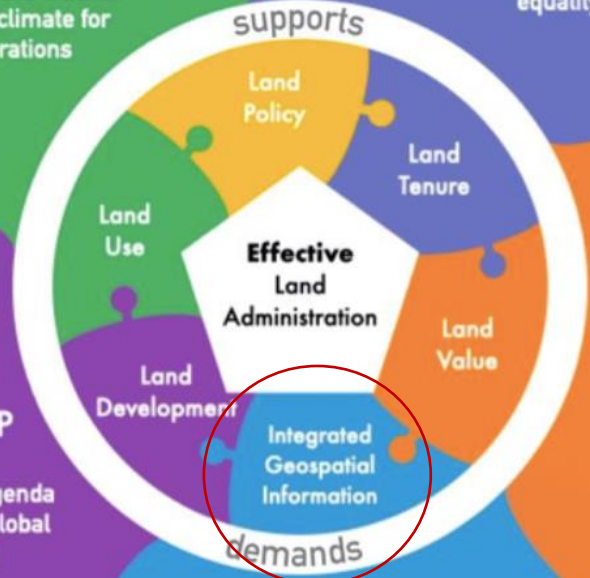 climate for
rations
equality
supports
Land
Policy
Land
Tenure
Land
Use
Effective
Land
Administration
Land
Value
Land
Development
Integrated
Geospatial
Information
P
genda
lobal
demands